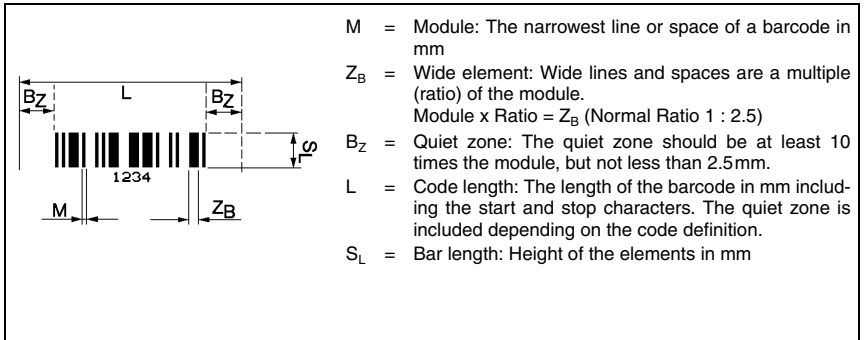 L
BZ
BZ
SL
1234
M
ZB
M = Module: The narrowest line or space of a barcode in
mm
ZB = Wide element: Wide lines and spaces are a multiple
(ratio) of the module.
Module x Ratio = ZB (Normal Ratio 1 : 2.5)
BZ = Quiet zone: The quiet zone should be at least 10
times the module, but not less than 2.5mm.
L = Code length: The length of the barcode in mm includ-
ing the start and stop characters. The quiet zone is
included depending on the code definition.
SL = Bar length: Height of the elements in mm